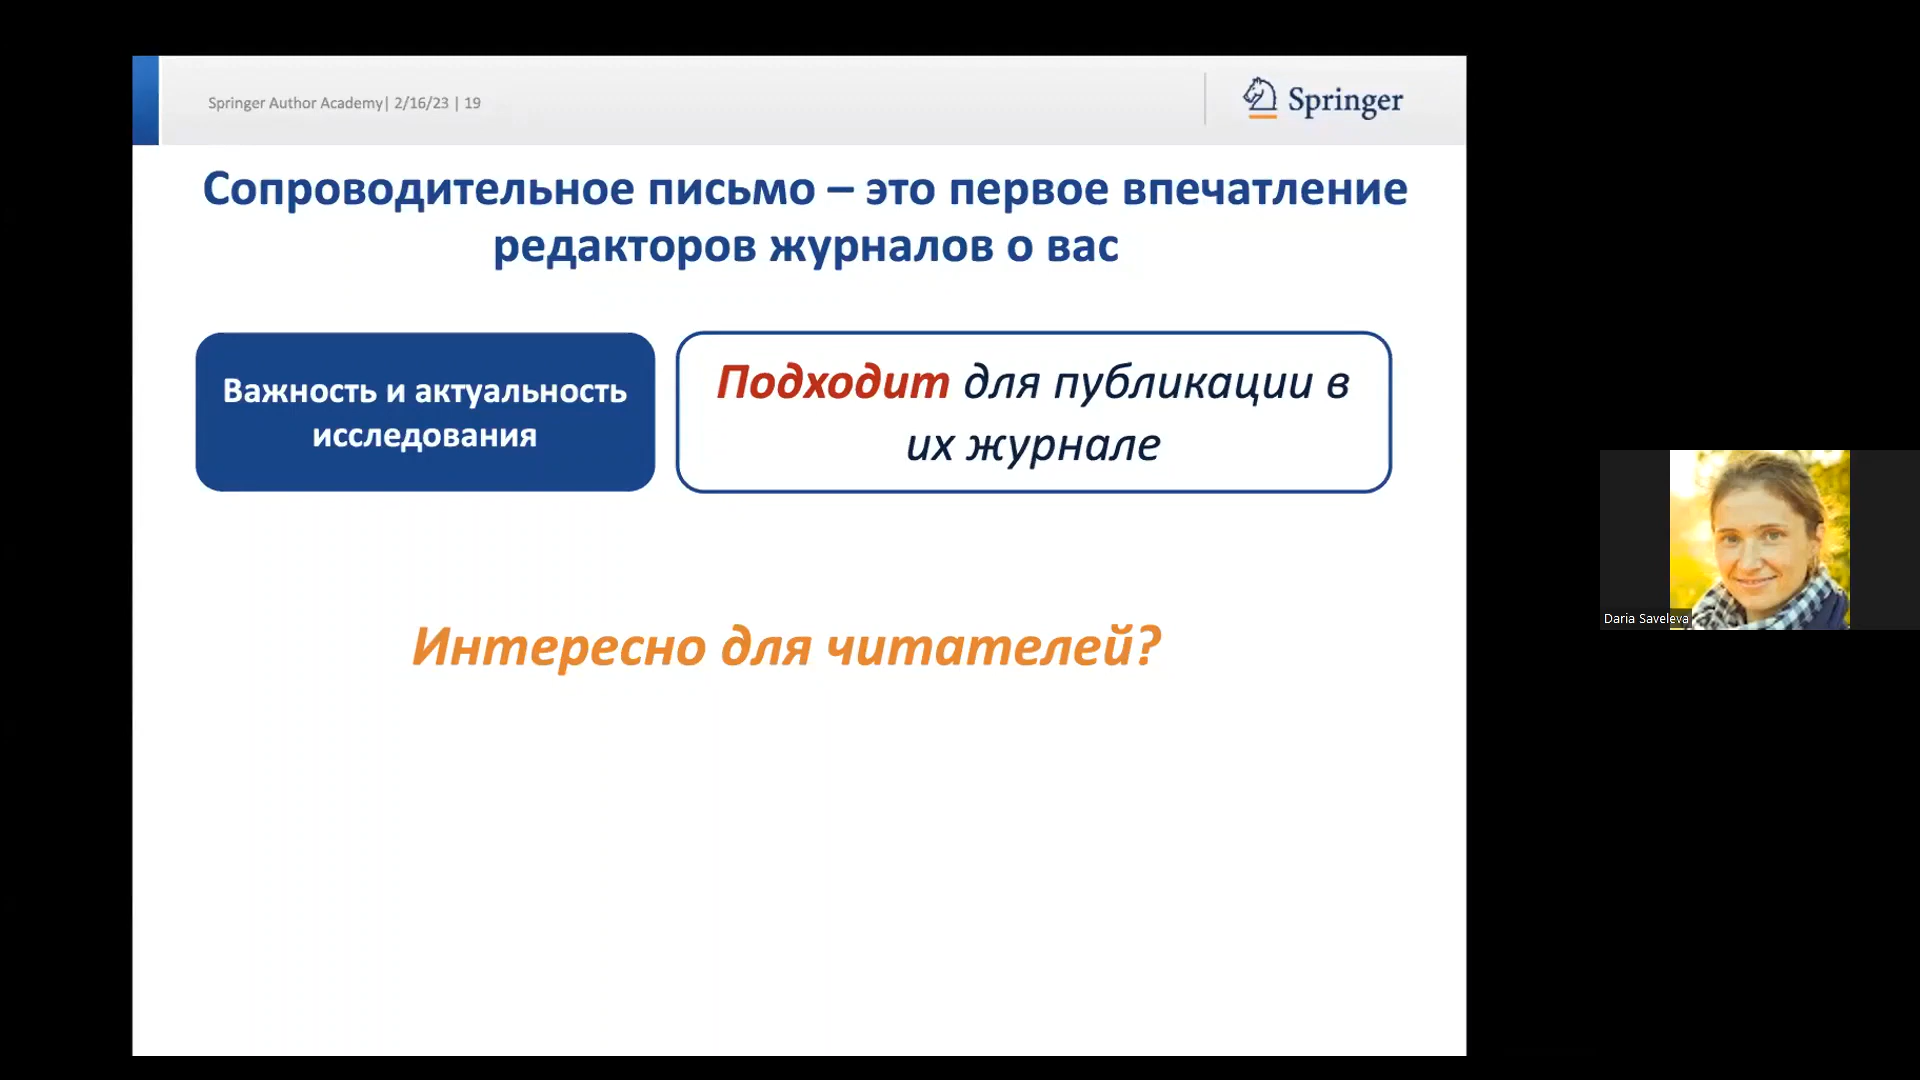 Springer Author Academy| 2/16/23 | 19
Springer
Сопроводительное письмо – это первое впечатление
редакторов журналов о вас
Важность и актуальность
исследования
Подходит для публикации в
их журнале
Интересно для читателей?
Daria Saveleva